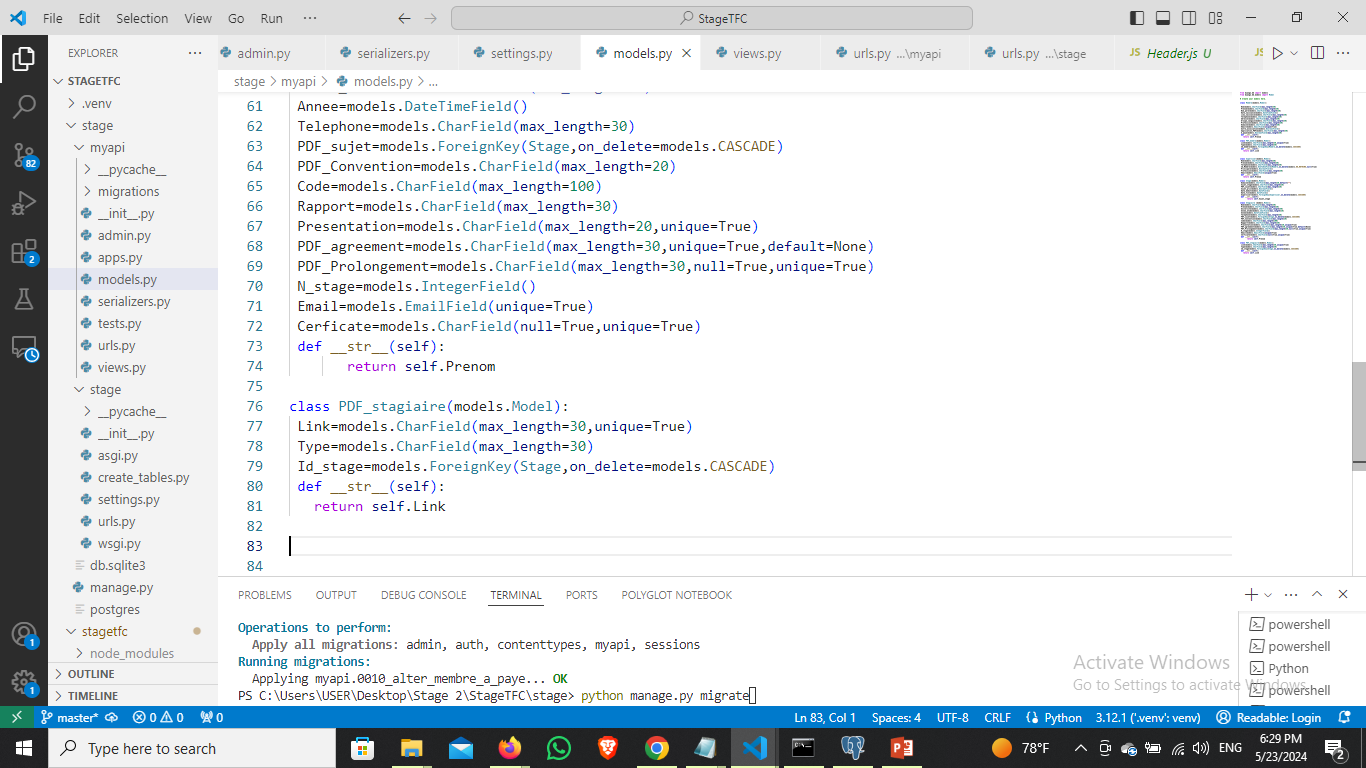 File Edit Selection View Go Run ··· StageTFC
EXPLORER
STAGETFC
.venv
stage
myapi
__pycache__
migrations
__init__.py
admin.py
apps.py
models.py
serializers.py
tests.py
urls.py
views.py
stage
__pycache__
__init__.py
asgi.py
create_tables.py
settings.py
urls.py
wsgi.py
db.sqlite3
manage.py
postgres
stagetfc
node_modules
OUTLINE
TIMELINE
82
2
1
1
admin.py serializers.py settings.py models.py views.py urls.py ...\myapi urls.py ...\stage JS Header.js U
stage > myapi > models.py > ...
61 Annee=models.DateTimeField()
62 Telephone=models.CharField(max_length=30)
63 PDF_sujet=models.ForeignKey(Stage,on_delete=models.CASCADE)
64 PDF_Convention=models.CharField(max_length=20)
65 Code=models.CharField(max_length=100)
66 Rapport=models.CharField(max_length=30)
67 Presentation=models.CharField(max_length=20,unique=True)
68 PDF_agreement=models.CharField(max_length=30,unique=True,default=None)
69 PDF_Prolongement=models.CharField(max_length=30,null=True,unique=True)
70 N_stage=models.IntegerField()
71 Email=models.EmailField(unique=True)
72 Cerficate=models.CharField(null=True,unique=True)
73 def __str__(self):
74 return self.Prenom
75
76 class PDF_stagiaire(models.Model):
77 Link=models.CharField(max_length=30,unique=True)
78 Type=models.CharField(max_length=30)
79 Id_stage=models.ForeignKey(Stage,on_delete=models.CASCADE)
80 def __str__(self):
81 return self.Link
82
83
84
PROBLEMS OUTPUT DEBUG CONSOLE TERMINAL PORTS POLYGLOT NOTEBOOK
Operations to perform:
Apply all migrations: admin, auth, contenttypes, myapi, sessions
Running migrations:
Applying myapi.0010_alter_membre_a_paye... OK
PS C:\Users\USER\Desktop\Stage 2\StageTFC\stage> python manage.py migrate
powershell
powershell
Python
powershell
Activate Windows
Go to Settings to activate Windows.
master* 0 0 0 Ln 83, Col 1 Spaces: 4 UTF-8 CRLF Python 3.12.1 ('.venv': venv) Readable: Login
Type here to search 78°F ENG 6:29 PM
5/23/2024
2